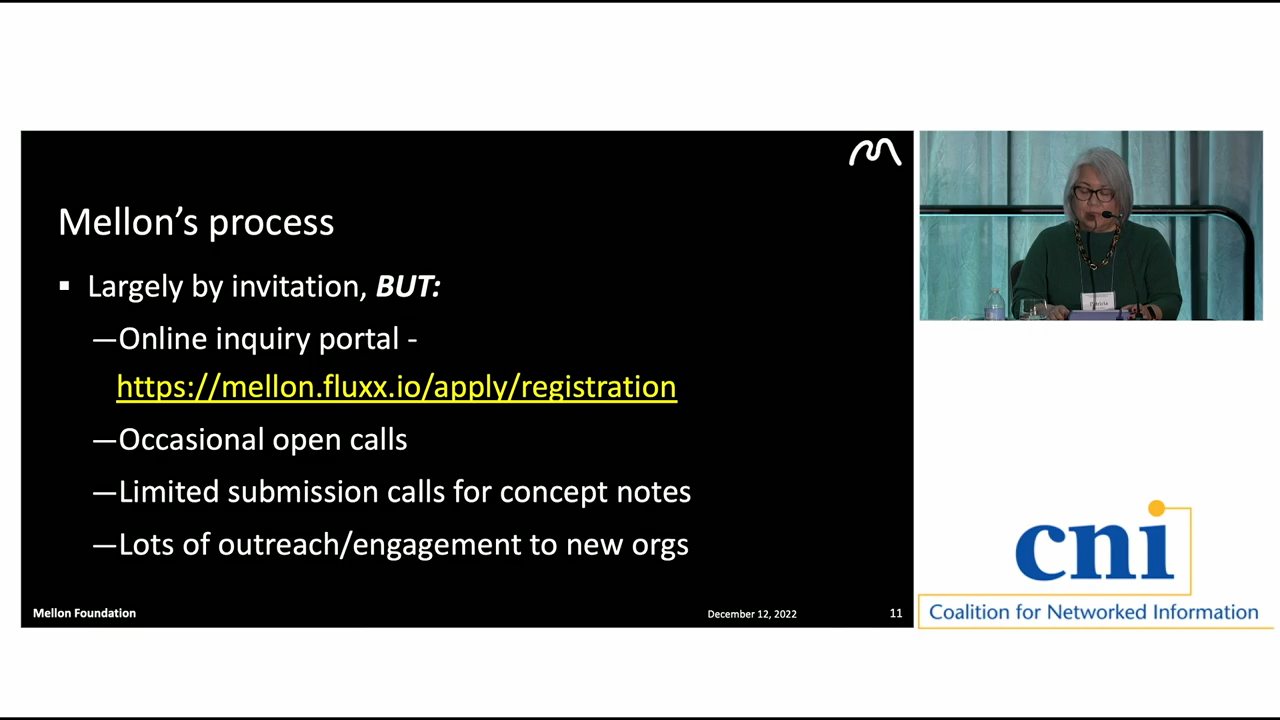 Mellon's process
▪ Largely by invitation, BUT:
—Online inquiry portal -
https://mellon.fluxx.io/apply/registration
—Occasional open calls
—Limited submission calls for concept notes
—Lots of outreach/engagement to new orgs
Mellon Foundation
December 12, 2022
11
Patricia
cni
Coalition for Networked Information